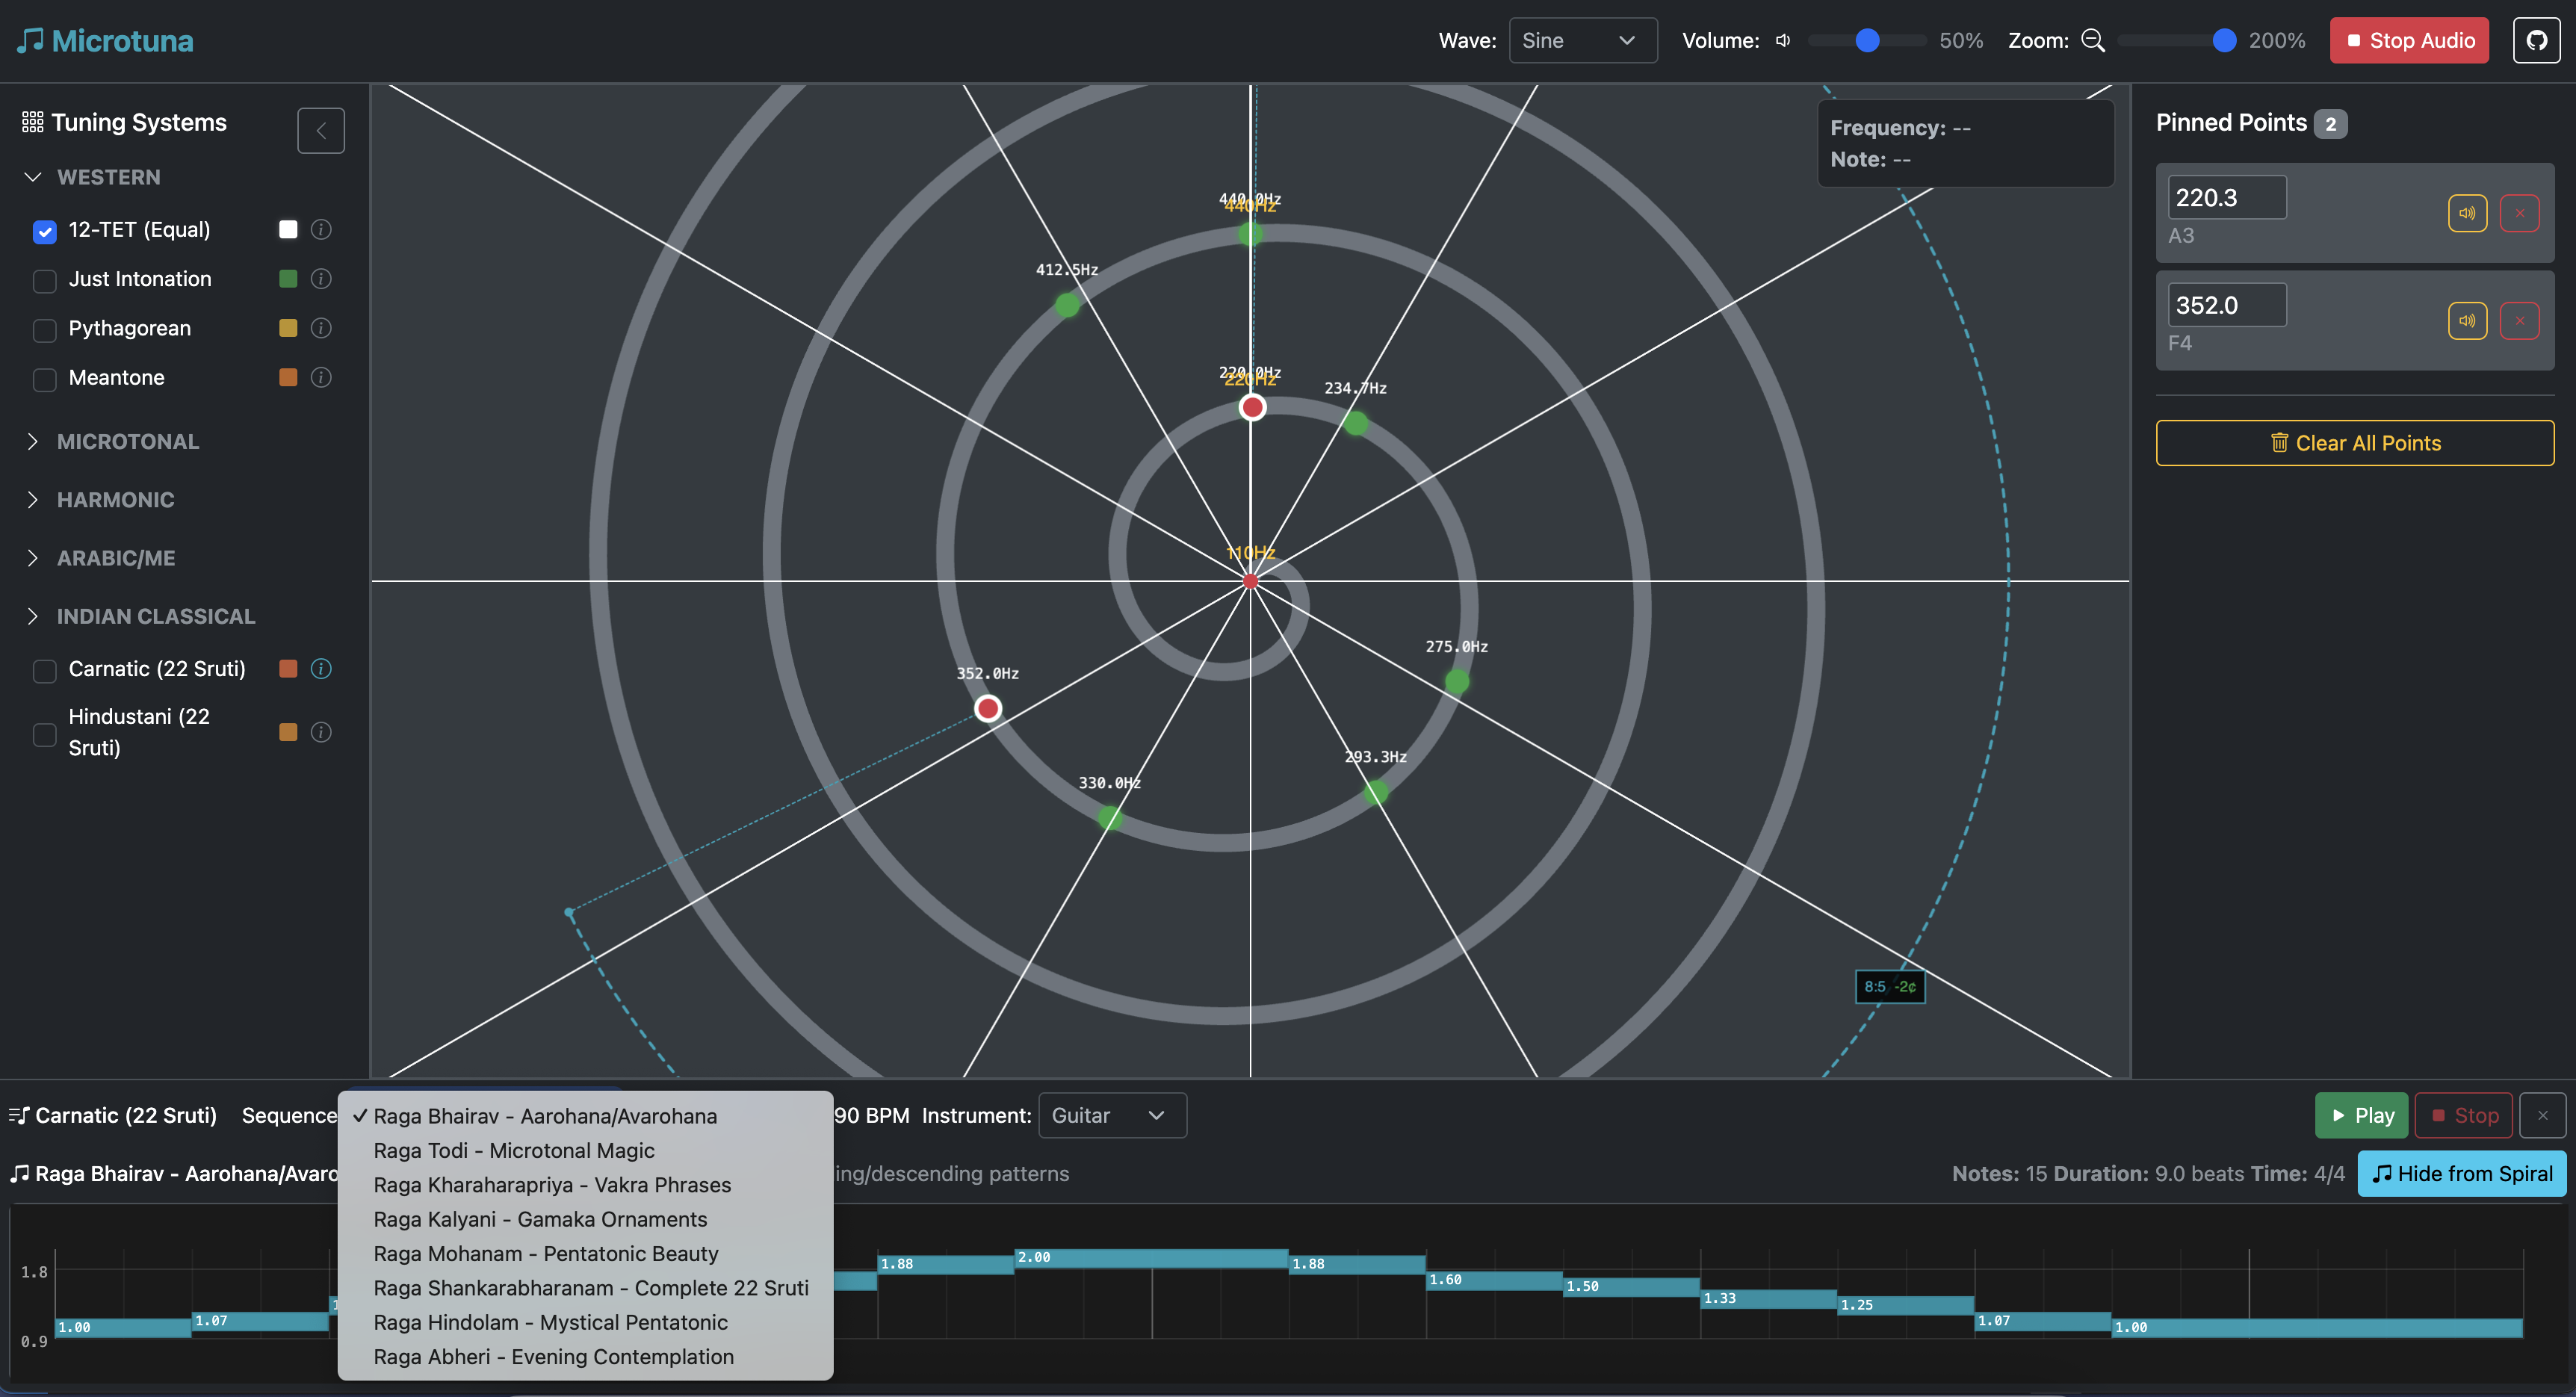 Microtuna
Wave: Sine Volume: 50% Zoom: 200% Stop Audio
Tuning Systems
WESTERN
12-TET (Equal)
Just Intonation
Pythagorean
Meantone
MICROTONAL
HARMONIC
ARABIC/ME
INDIAN CLASSICAL
Carnatic (22 Sruti)
Hindustani (22
Sruti)
Frequency: --
Note: --
440.0Hz
440Hz
412.5Hz
220.0Hz
220Hz
234.7Hz
110Hz
275.0Hz
352.0Hz
293.3Hz
330.0Hz
8:5 -2¢
Pinned Points 2
220.3
A3
352.0
F4
Clear All Points
Carnatic (22 Sruti) Sequence 90 BPM Instrument: Guitar Play Stop
Raga Bhairav - Aarohana/Avaro ing/descending patterns Notes: 15 Duration: 9.0 beats Time: 4/4 Hide from Spiral
✓ Raga Bhairav - Aarohana/Avarohana
Raga Todi - Microtonal Magic
Raga Kharaharapriya - Vakra Phrases
Raga Kalyani - Gamaka Ornaments
Raga Mohanam - Pentatonic Beauty
Raga Shankarabharanam - Complete 22 Sruti
Raga Hindolam - Mystical Pentatonic
Raga Abheri - Evening Contemplation
1.8
0.9
1.00
1.07
1.88
2.00
1.88
1.60
1.50
1.33
1.25
1.07
1.00